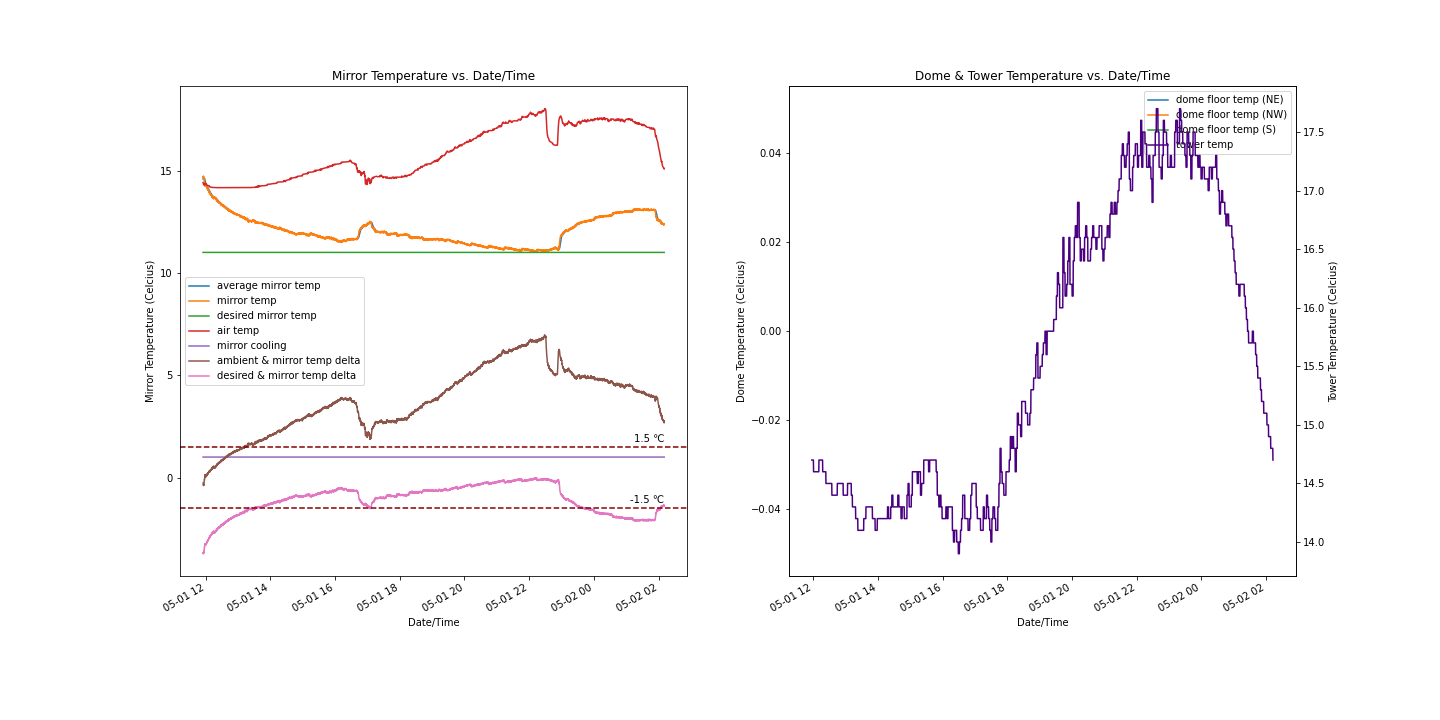 Mirror Temperature vs. Date/Time
Mirror Temperature (Celcius)
15
10
5
0
average mirror temp
mirror temp
desired mirror temp
air temp
mirror cooling
ambient & mirror temp delta
desired & mirror temp delta
1.5 °C
-1.5 °C
05-01 12
05-01 14
05-01 16
05-01 18
05-01 20
05-01 22
05-02 00
05-02 02
Date/Time
Dome & Tower Temperature vs. Date/Time
Dome Temperature (Celcius)
0.04
0.02
0.00
−0.02
−0.04
dome floor temp (NE)
dome floor temp (NW)
dome floor temp (S)
tower temp
17.5
17.0
16.5
16.0
15.5
15.0
14.5
14.0
Tower Temperature (Celcius)
05-01 12
05-01 14
05-01 16
05-01 18
05-01 20
05-01 22
05-02 00
05-02 02
Date/Time